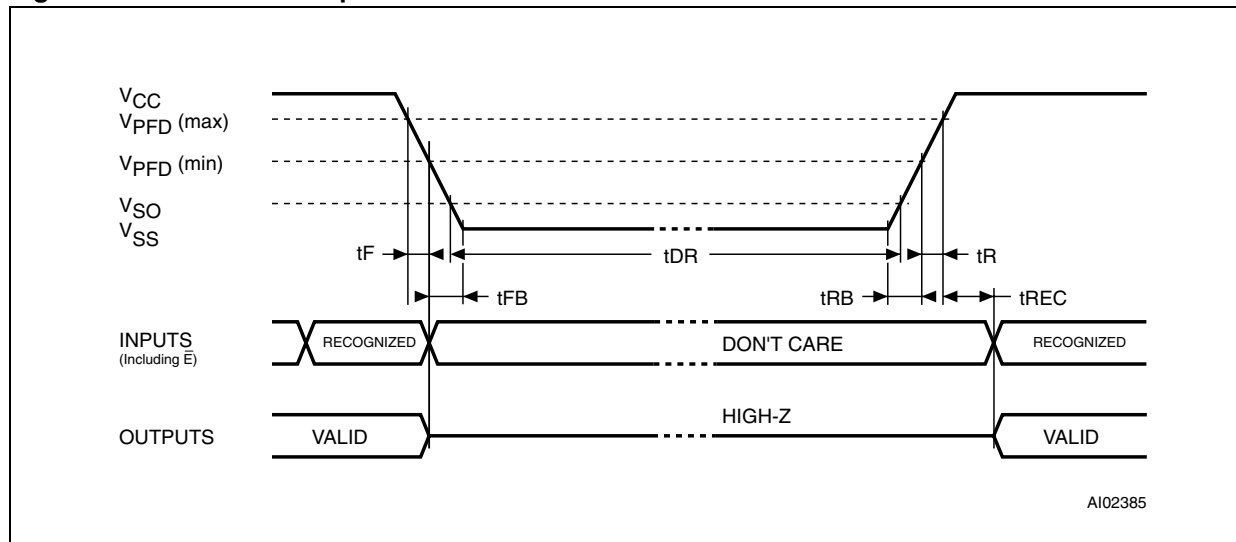 VCC
VPFD (max)
VPFD (min)
VSO
VSS
tF
tDR
tR
tFB
tRB
tREC
INPUTS
(Including E̅)
RECOGNIZED
DON'T CARE
RECOGNIZED
OUTPUTS
VALID
HIGH-Z
VALID
AI02385